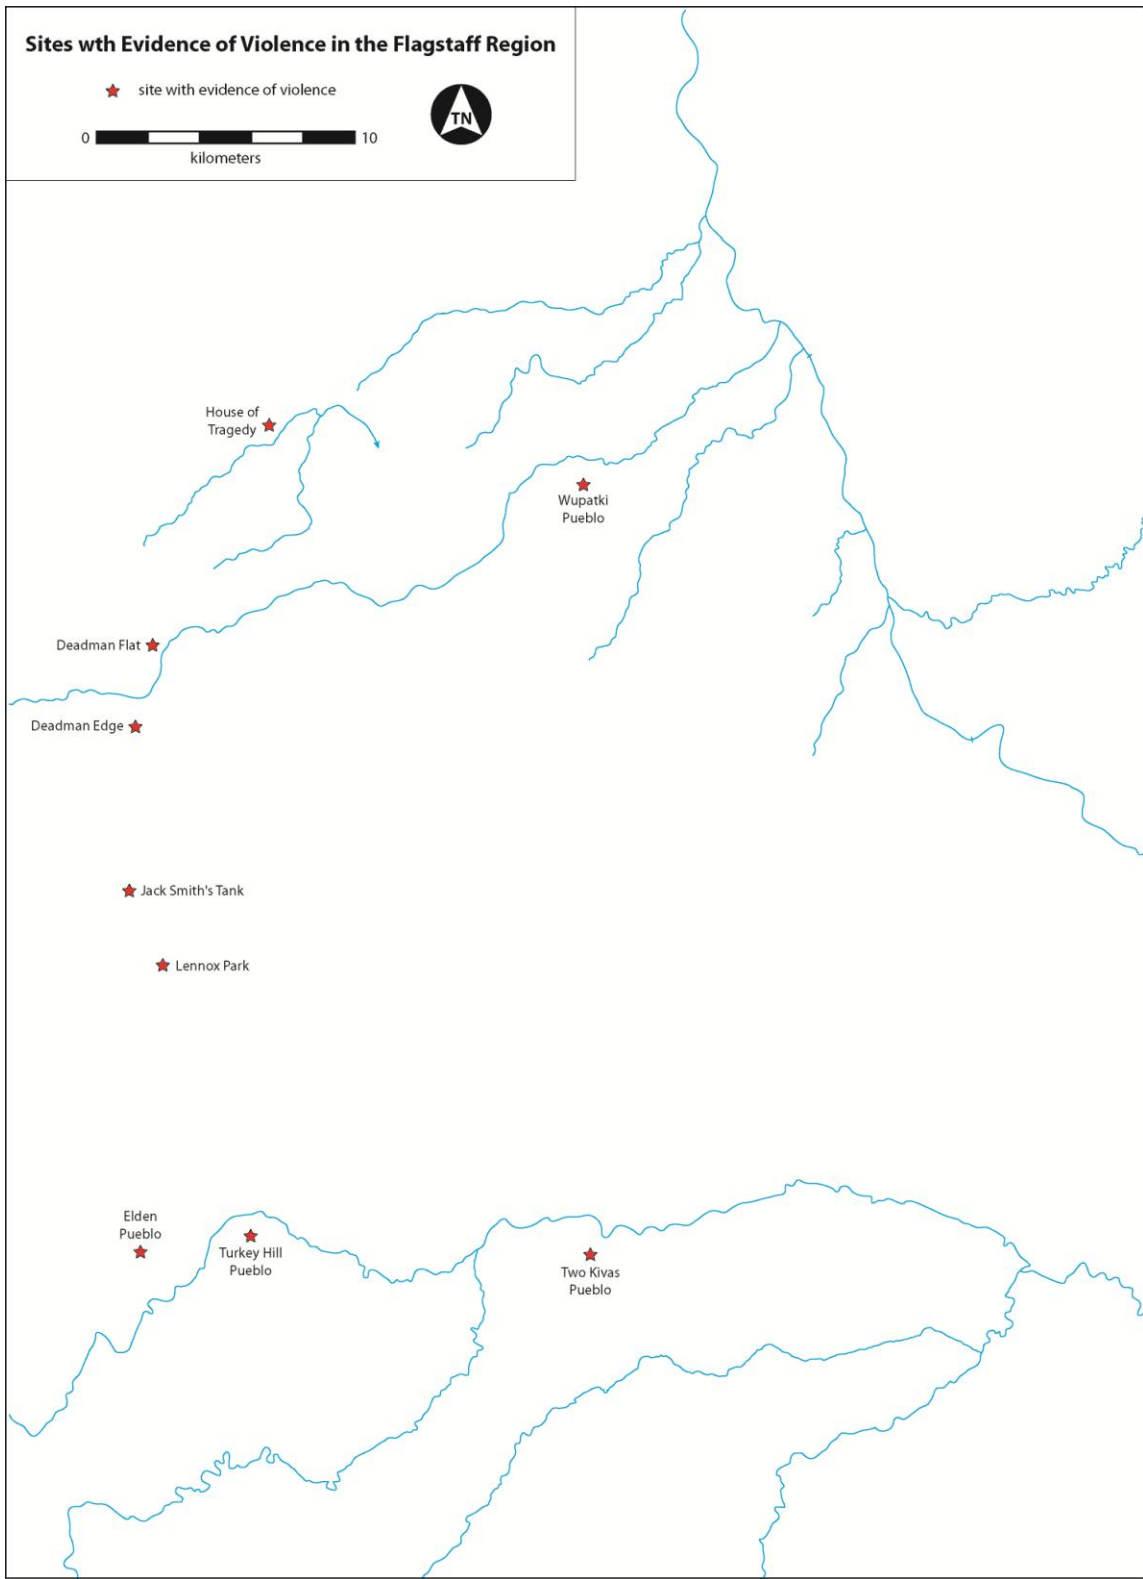 Sites wth Evidence of Violence in the Flagstaff Region
site with evidence of violence
TN
0
10
kilometers
House of
Tragedy
Wupatki
Pueblo
Deadman Flat
Deadman Edge
Jack Smith's Tank
Lennox Park
Elden
Pueblo
Turkey Hill
Pueblo
Two Kivas
Pueblo